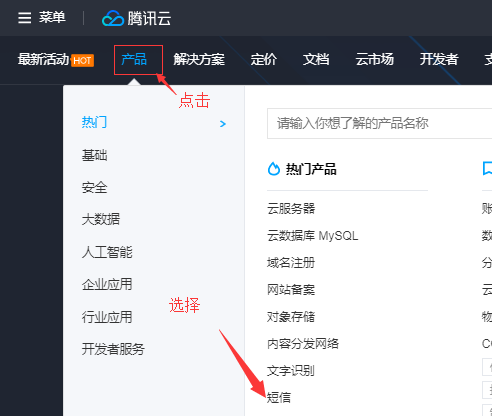 菜单 腾讯云
最新活动 HOT 产品 解决方案 定价 文档 云市场 开发者
点击
热门
基础
安全
大数据
人工智能
企业应用
行业应用
开发者服务
选择
请输入你想了解的产品名称
热门产品
云服务器
云数据库 MySQL
域名注册
网站备案
对象存储
内容分发网络
文字识别
短信